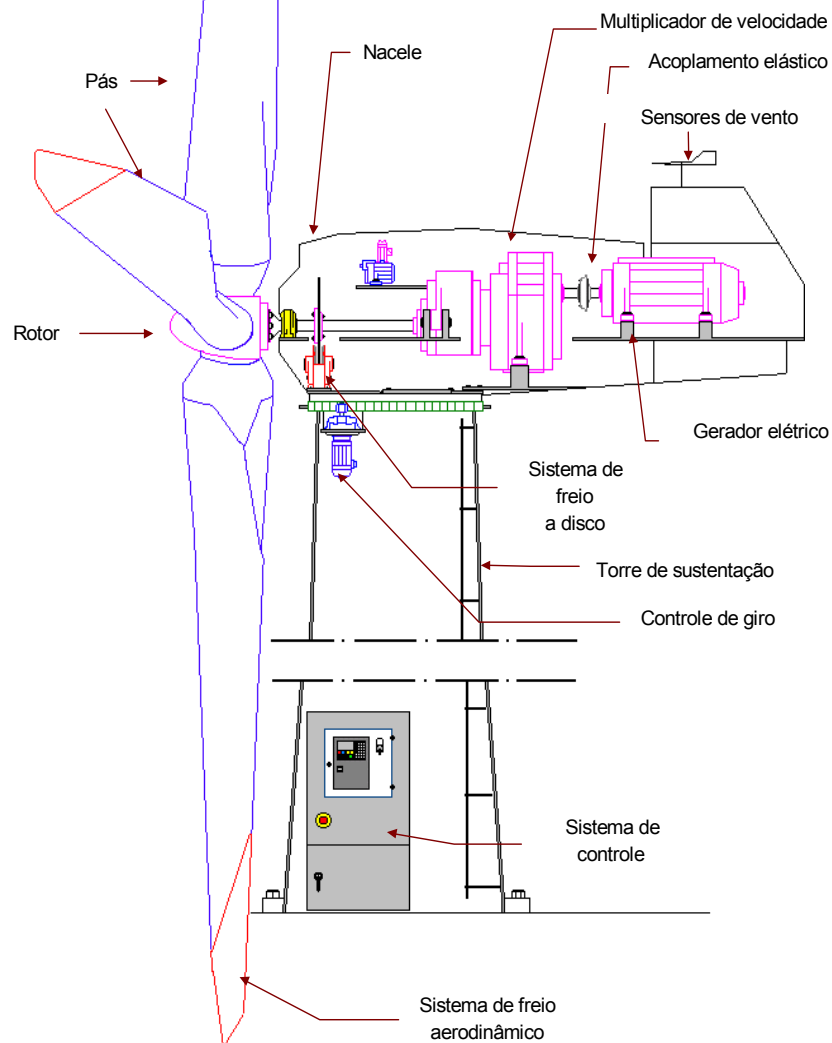 Multiplicador de velocidade
Nacele
Acoplamento elástico
Pás
Sensores de vento
Rotor
Gerador elétrico
Sistema de
freio
a disco
Torre de sustentação
Controle de giro
Sistema de
controle
Sistema de freio
aerodinâmico